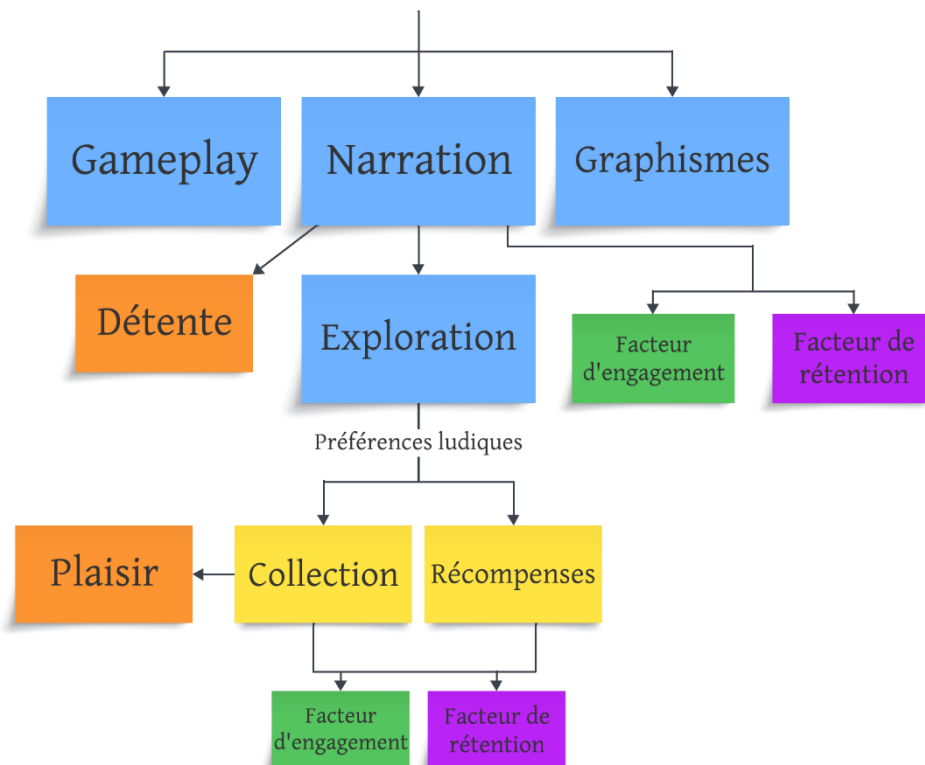 Gameplay
Narration
Graphismes
Détente
Exploration
Facteur
d'engagement
Facteur de
rétention
Préférences ludiques
Plaisir
Collection
Récompenses
Facteur
d'engagement
Facteur de
rétention